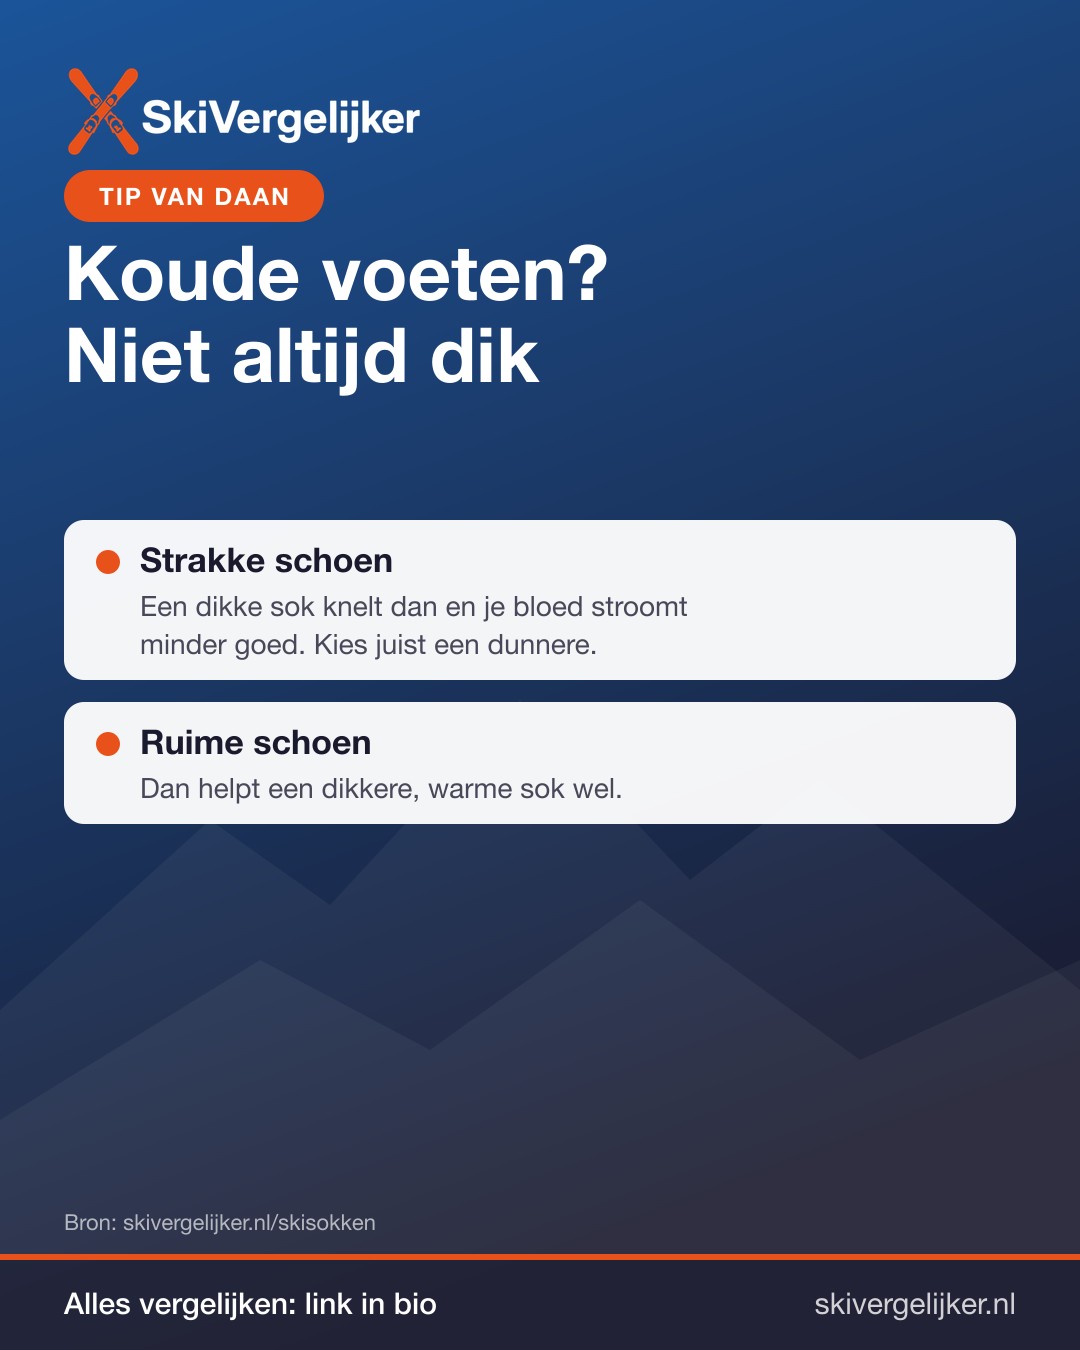 SkiVergelijker
TIP VAN DAAN
Koude voeten?
Niet altijd dik
Strakke schoen
Een dikke sok knelt dan en je bloed stroomt
minder goed. Kies juist een dunnere.
Ruime schoen
Dan helpt een dikkere, warme sok wel.
Bron: skivergelijker.nl/skisokken
Alles vergelijken: link in bio
skivergelijker.nl